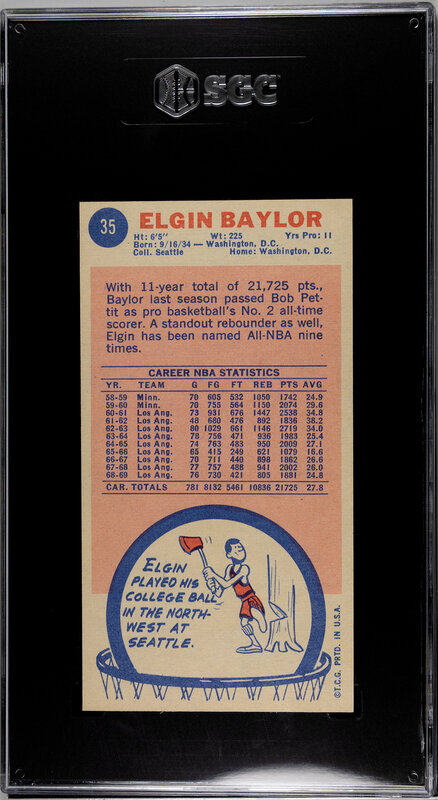 SGC
35
ELGIN BAYLOR
Ht: 6'5" Wt: 225 Yrs Pro: 11
Born: 9/16/34 — Washington, D.C.
Coll. Seattle Home: Washington, D.C.
With 11-year total of 21,725 pts.,
Baylor last season passed Bob Pet-
tit as pro basketball's No. 2 all-time
scorer. A standout rebounder as well,
Elgin has been named All-NBA nine
times.
CAREER NBA STATISTICS
YR. TEAM G FG FT REB PTS AVG
58-59 Minn. 70 605 532 1050 1742 24.9
59-60 Minn. 70 755 564 1150 2074 29.6
60-61 Los Ang. 73 931 676 1447 2538 34.8
61-62 Los Ang. 48 680 476 892 1836 38.2
62-63 Los Ang. 80 1029 661 1146 2719 34.0
63-64 Los Ang. 78 756 471 936 1983 25.4
64-65 Los Ang. 74 763 483 950 2009 27.1
65-66 Los Ang. 65 415 249 621 1079 16.6
66-67 Los Ang. 70 711 440 898 1862 26.6
67-68 Los Ang. 77 757 488 941 2002 26.0
68-69 Los Ang. 76 730 421 805 1881 24.8
CAR. TOTALS 781 8132 5461 10836 21725 27.8
ELGIN
PLAYED HIS
COLLEGE BALL
IN THE NORTH-
WEST AT
SEATTLE.
©T.C.G. PRTD. IN U.S.A.